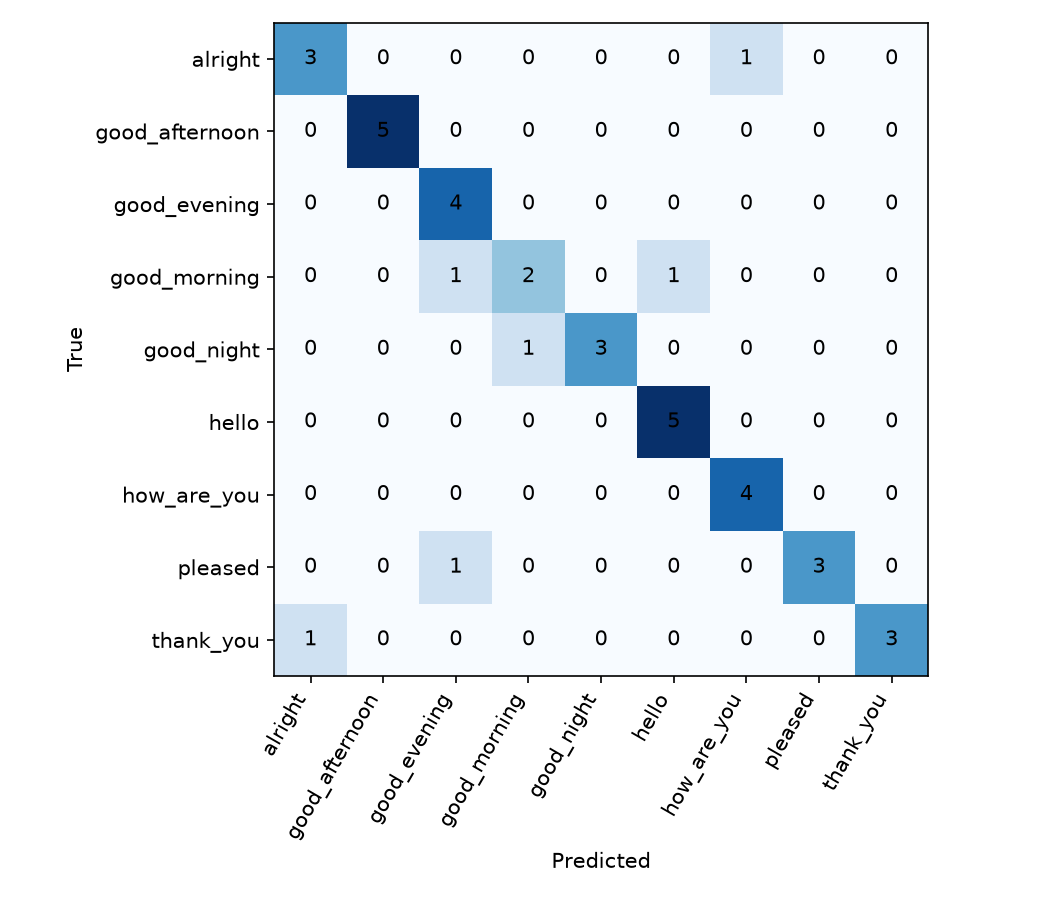 alright 3 0 0 0 0 0 1 0 0
good_afternoon 0 5 0 0 0 0 0 0 0
good_evening 0 0 4 0 0 0 0 0 0
good_morning 0 0 1 2 0 1 0 0 0
good_night 0 0 0 1 3 0 0 0 0
hello 0 0 0 0 0 5 0 0 0
how_are_you 0 0 0 0 0 0 4 0 0
pleased 0 0 1 0 0 0 0 3 0
thank_you 1 0 0 0 0 0 0 0 3
True
alright good_afternoon good_evening good_morning good_night hello how_are_you pleased thank_you
Predicted